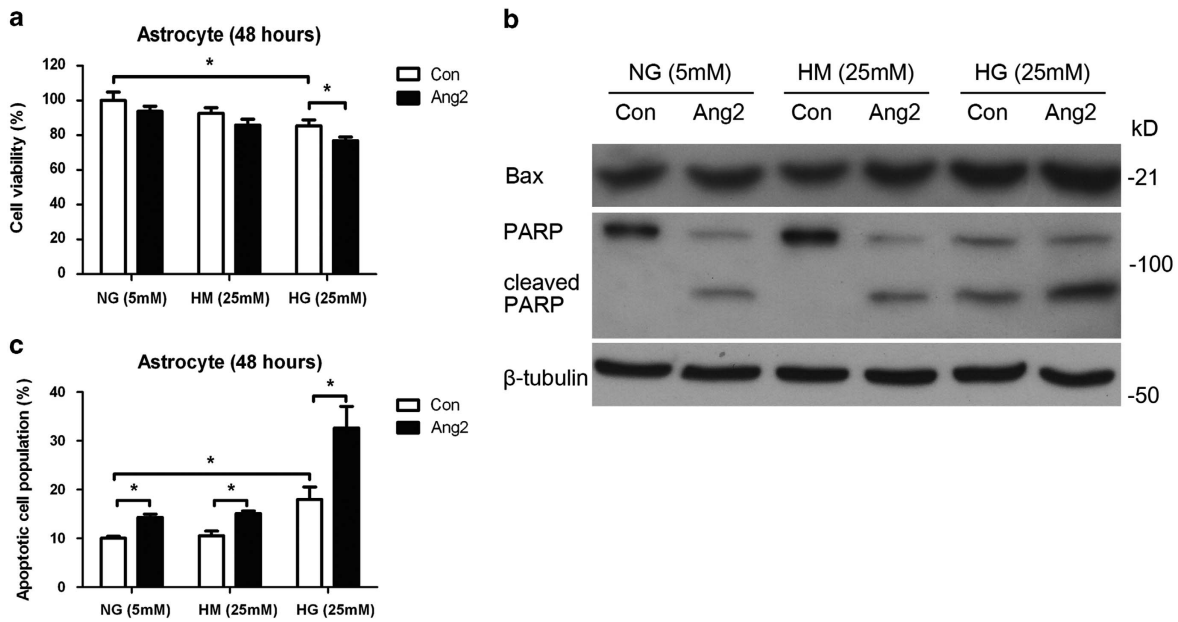 a
Astrocyte (48 hours)
Cell viability (%)
120
100
80
60
40
20
0
*
*
Con
Ang2
NG (5mM)
HM (25mM)
HG (25mM)
b
NG (5mM)
HM (25mM)
HG (25mM)
Con
Ang2
Con
Ang2
Con
Ang2
kD
Bax
-21
PARP
-100
cleaved
PARP
β-tubulin
-50
c
Astrocyte (48 hours)
Apoptotic cell population (%)
40
30
20
10
0
*
*
*
*
Con
Ang2
NG (5mM)
HM (25mM)
HG (25mM)